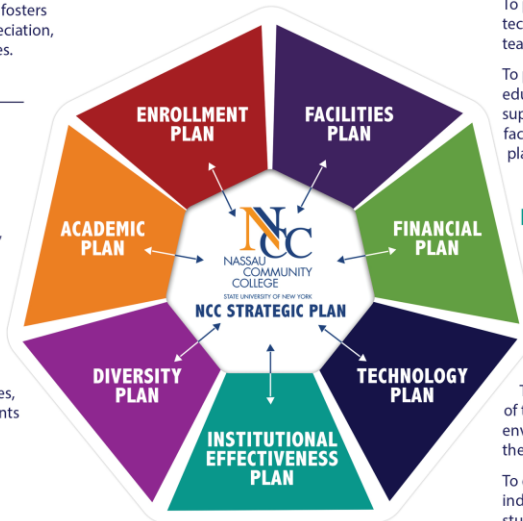 fosters
ciation,
es.
To
tec
tea
To
edu
sup
fac
pla
ENROLLMENT
PLAN
FACILITIES
PLAN
ACADEMIC
PLAN
FINANCIAL
PLAN
NCC
NASSAU
COMMUNITY
COLLEGE
STATE UNIVERSITY OF NEW YORK
NCC STRATEGIC PLAN
DIVERSITY
PLAN
TECHNOLOGY
PLAN
INSTITUTIONAL
EFFECTIVENESS
PLAN
es,
nts
of t
env
the
To
ind